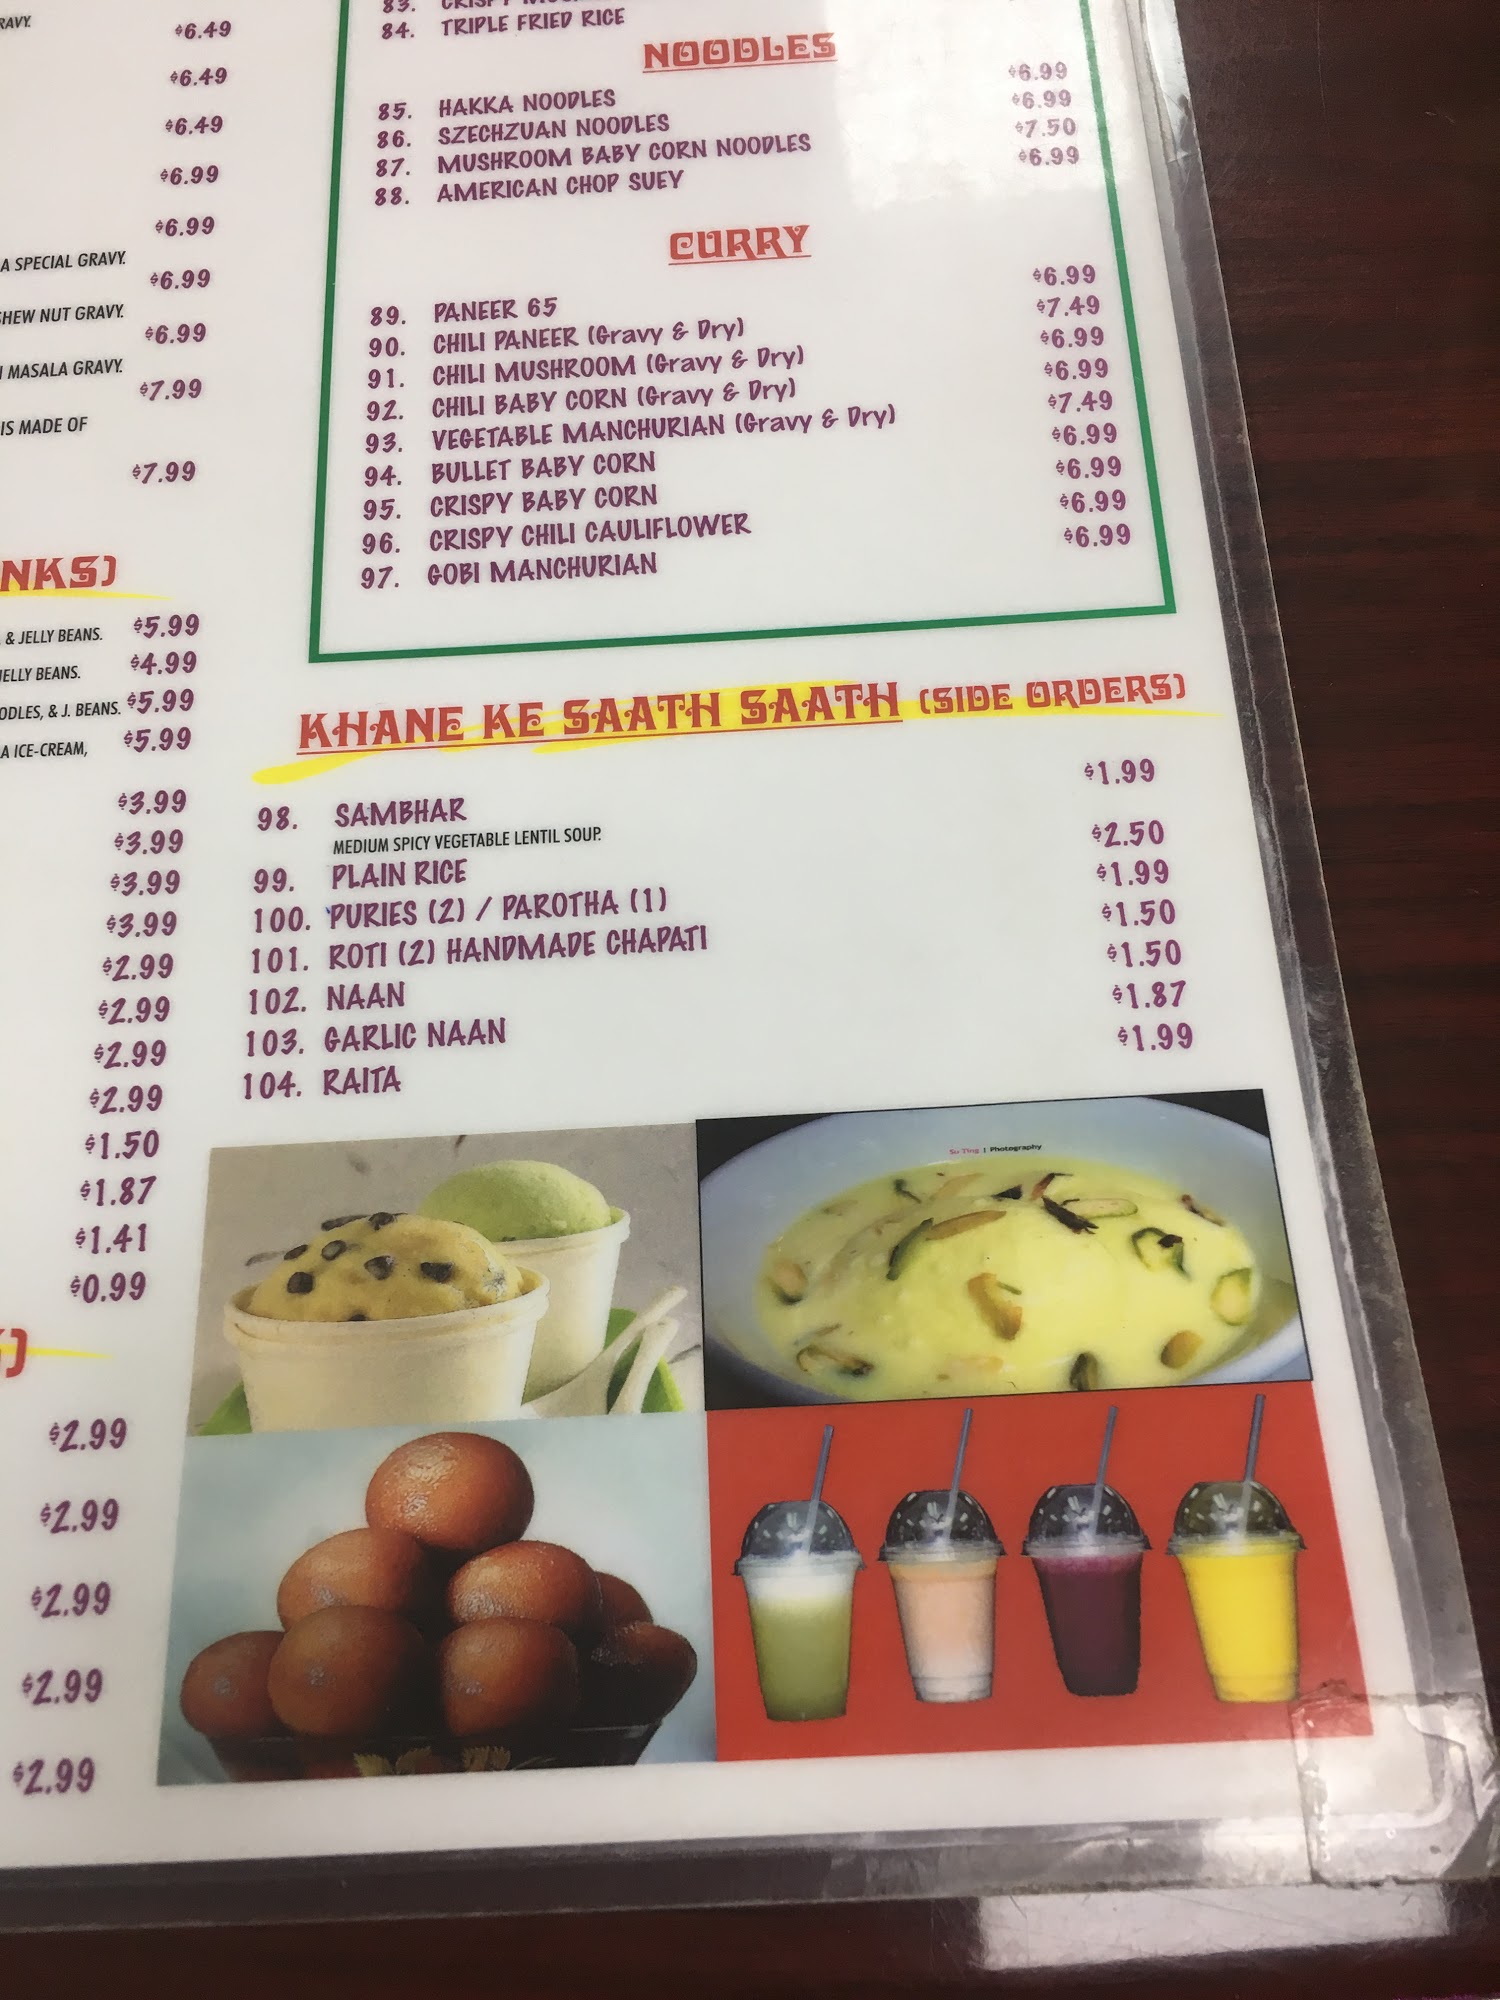 RAVY.
$6.49
$6.49
$6.49
$6.99
$6.99
A SPECIAL GRAVY.
$6.99
HEW NUT GRAVY.
$6.99
MASALA GRAVY.
$7.99
IS MADE OF
$7.99
NKS)
& JELLY BEANS. $5.99
JELLY BEANS. $4.99
ODLES, & J. BEANS. $5.99
A ICE-CREAM, $5.99
$3.99
$3.99
$3.99
$3.99
$2.99
$2.99
$2.99
$2.99
$1.50
$1.87
$1.41
$0.99
)
$2.99
$2.99
$2.99
$2.99
$2.99
83.
84. TRIPLE FRIED RICE
NOODLES
85. HAKKA NOODLES $6.99
86. SZECHZUAN NOODLES $6.99
87. MUSHROOM BABY CORN NOODLES $7.50
88. AMERICAN CHOP SUEY $6.99
CURRY
89. PANEER 65 $6.99
90. CHILI PANEER (Gravy & Dry) $7.49
91. CHILI MUSHROOM (Gravy & Dry) $6.99
92. CHILI BABY CORN (Gravy & Dry) $6.99
93. VEGETABLE MANCHURIAN (Gravy & Dry) $7.49
94. BULLET BABY CORN $6.99
95. CRISPY BABY CORN $6.99
96. CRISPY CHILI CAULIFLOWER $6.99
97. GOBI MANCHURIAN $6.99
KHANE KE SAATH SAATH (SIDE ORDERS)
98. SAMBHAR $1.99
MEDIUM SPICY VEGETABLE LENTIL SOUP.
99. PLAIN RICE $2.50
100. PURIES (2) / PAROTHA (1) $1.99
101. ROTI (2) HANDMADE CHAPATI $1.50
102. NAAN $1.50
103. GARLIC NAAN $1.87
104. RAITA $1.99
Su Ting | Photography